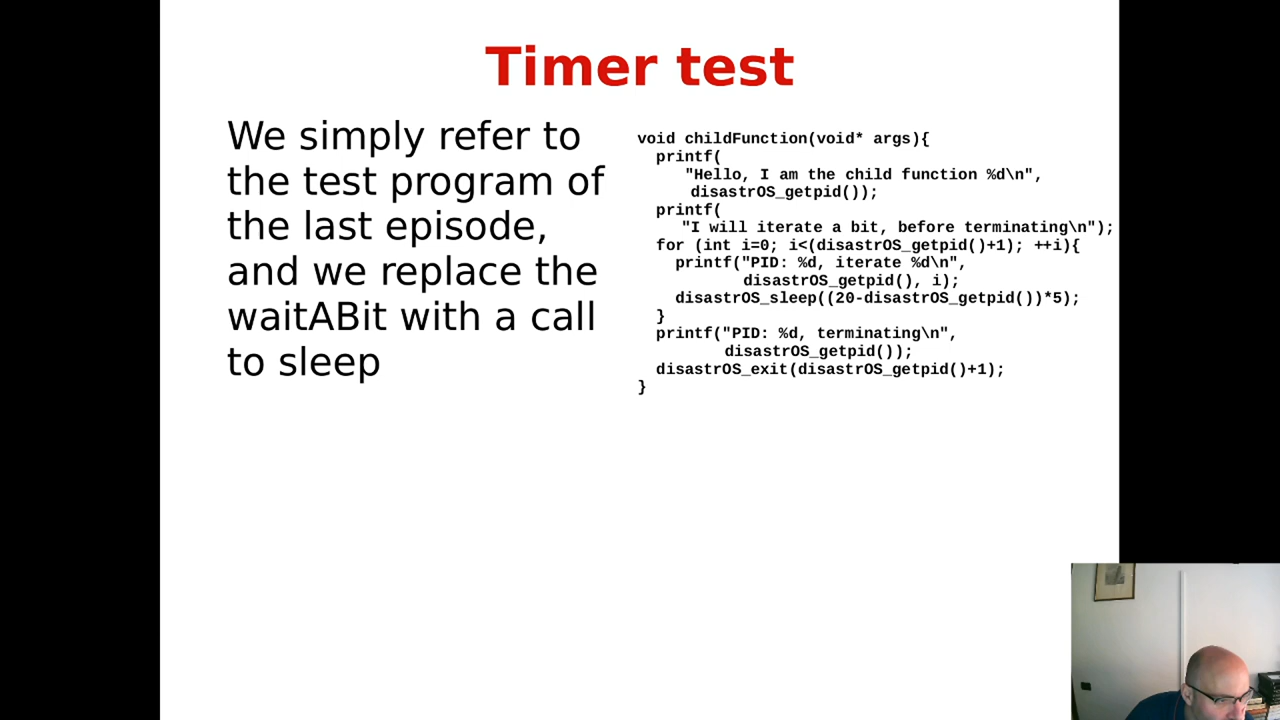 Timer test
We simply refer to
the test program of
the last episode,
and we replace the
waitABit with a call
to sleep
void childFunction(void* args){
printf(
"Hello, I am the child function %d\n",
disastrOS_getpid());
printf(
"I will iterate a bit, before terminating\n");
for (int i=0; i<(disastrOS_getpid()+1); ++i){
printf("PID: %d, iterate %d\n",
disastrOS_getpid(), i);
disastrOS_sleep((20-disastrOS_getpid())*5);
}
printf("PID: %d, terminating\n",
disastrOS_getpid());
disastrOS_exit(disastrOS_getpid()+1);
}